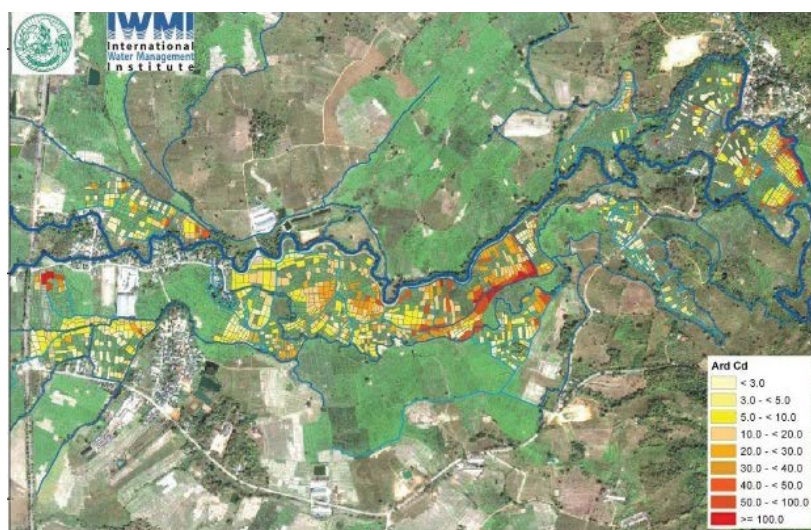 IWMI
International
Water Management
Institute
Ard Cd
< 3.0
3.0 - < 5.0
5.0 - < 10.0
10.0 - < 20.0
20.0 - < 30.0
30.0 - < 40.0
40.0 - < 50.0
50.0 - < 100.0
>= 100.0